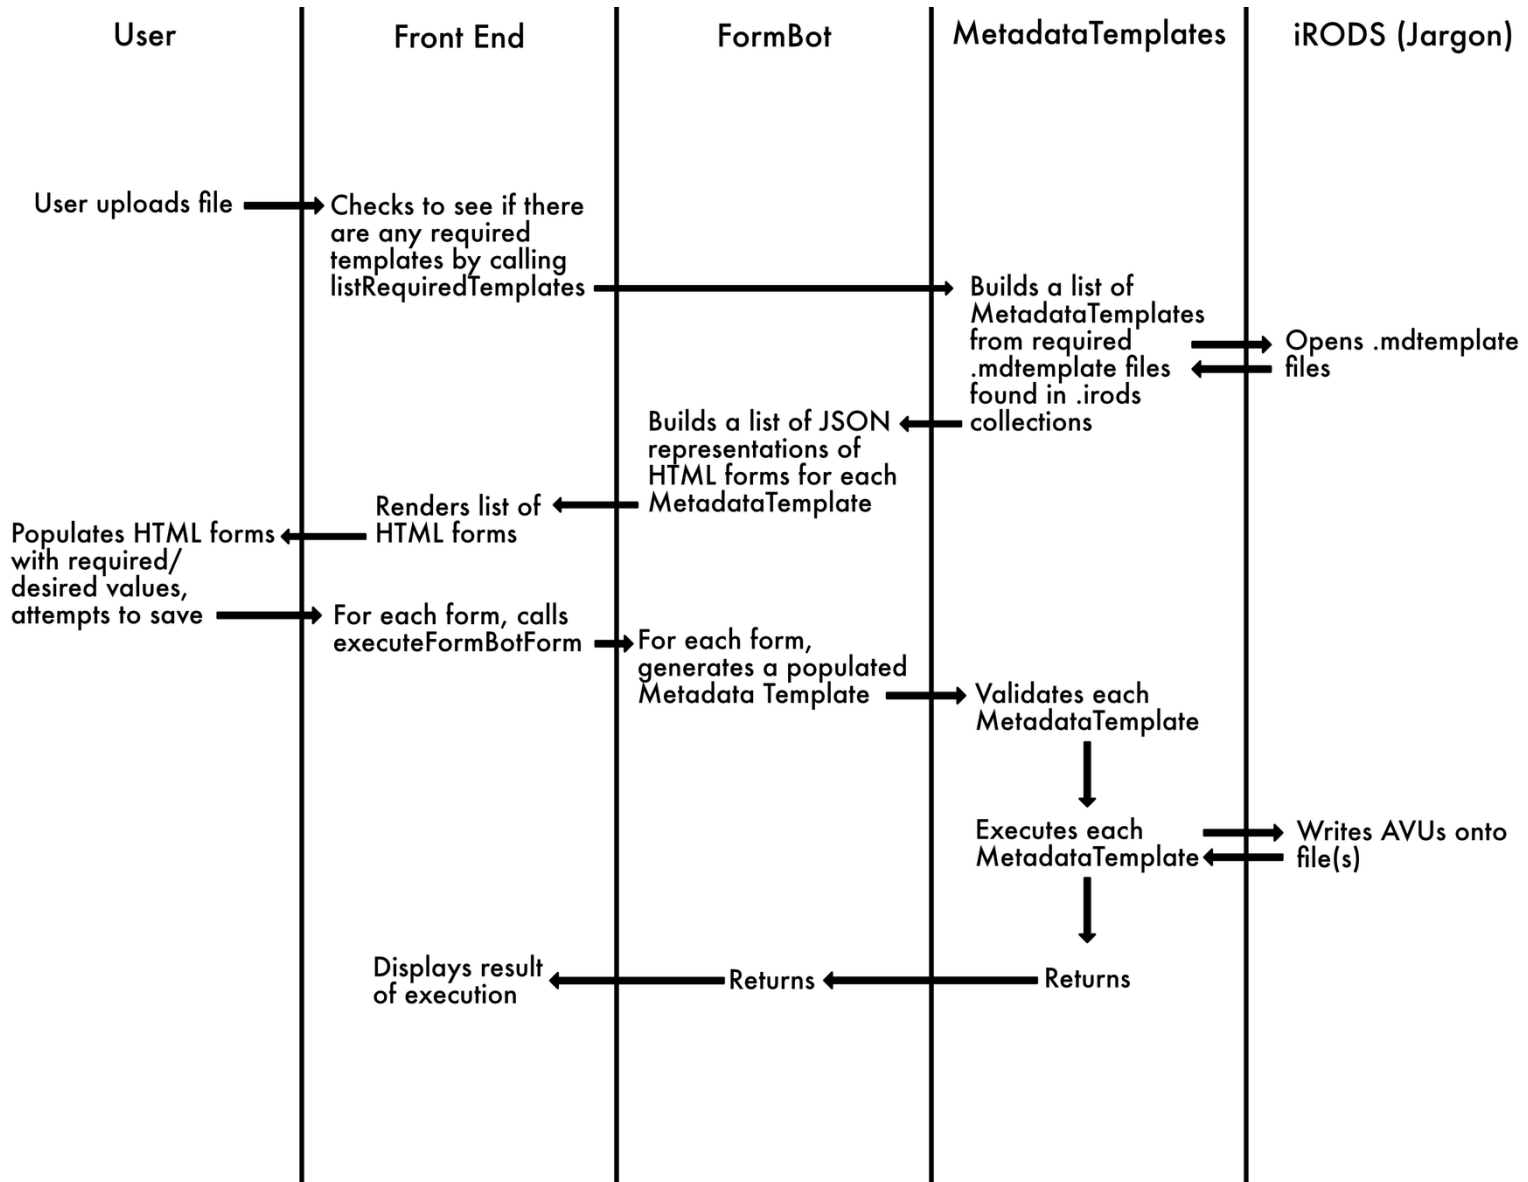 User
Front End
FormBot
MetadataTemplates
iRODS (Jargon)
User uploads file
Checks to see if there
are any required
templates by calling
listRequiredTemplates
Builds a list of
MetadataTemplates
from required
.mdtemplate files
found in .irods
collections
Opens .mdtemplate
files
Builds a list of JSON
representations of
HTML forms for each
MetadataTemplate
Renders list of
HTML forms
Populates HTML forms
with required/
desired values,
attempts to save
For each form, calls
executeFormBotForm
For each form,
generates a populated
Metadata Template
Validates each
MetadataTemplate
Executes each
MetadataTemplate
Writes AVUs onto
file(s)
Returns
Returns
Displays result
of execution